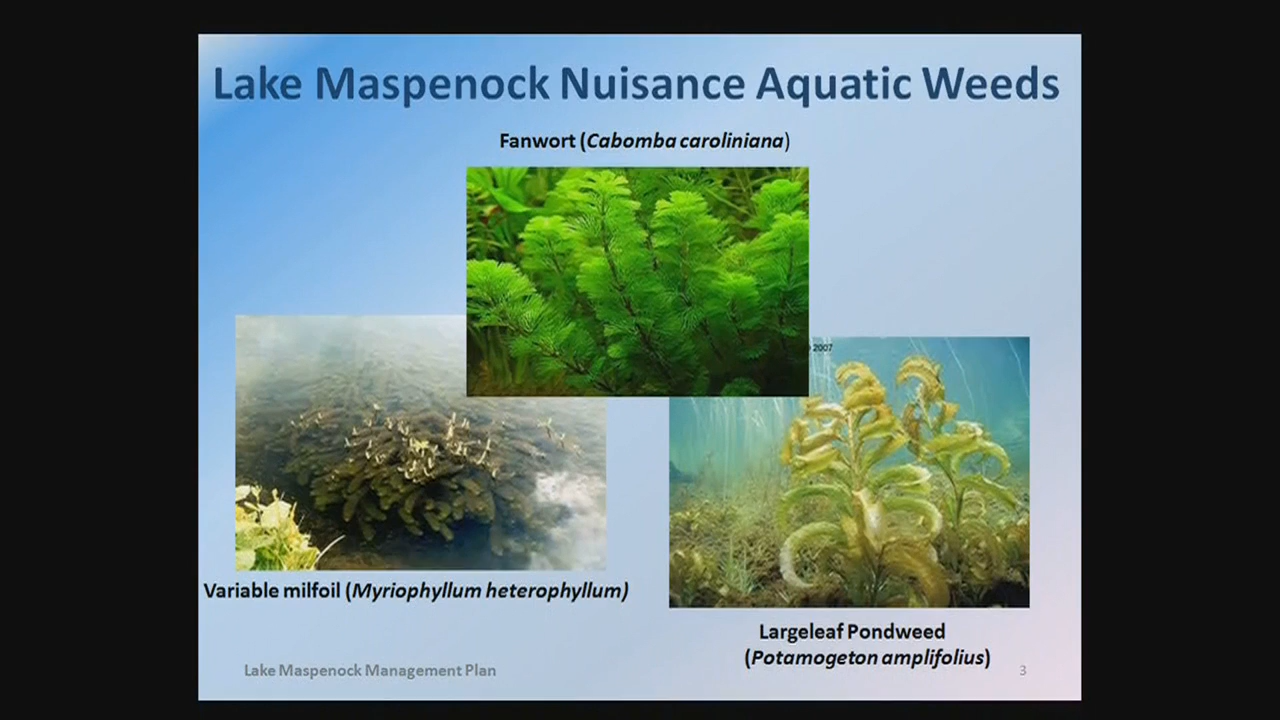 Lake Maspenock Nuisance Aquatic Weeds
Fanwort (Cabomba caroliniana)
2007
Variable milfoil (Myriophyllum heterophyllum)
Largeleaf Pondweed
(Potamogeton amplifolius)
Lake Maspenock Management Plan
3